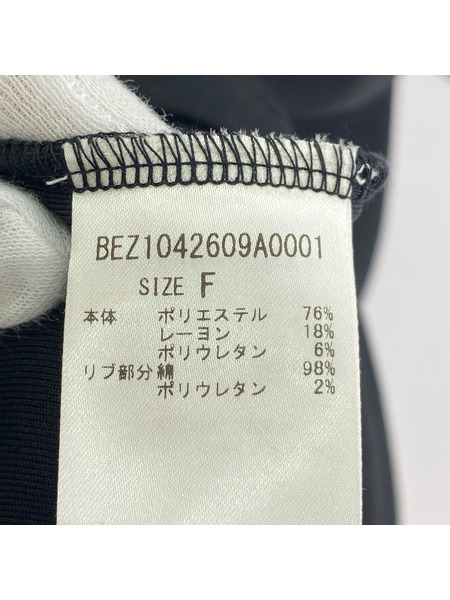 BEZ1042609A0001
SIZE F
本体 ポリエステル 76%
レーヨン 18%
ポリウレタン 6%
リブ部分綿 98%
ポリウレタン 2%